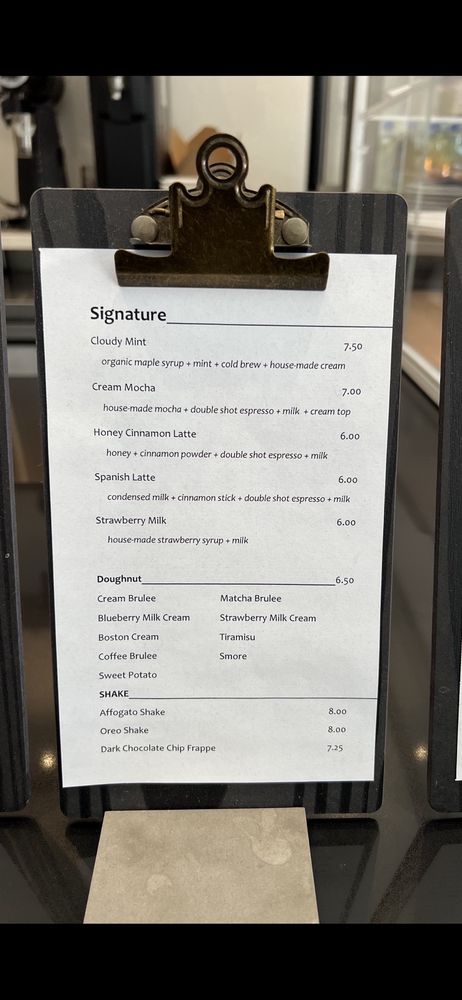 Signature
Cloudy Mint 7.50
organic maple syrup + mint + cold brew + house-made cream
Cream Mocha 7.00
house-made mocha + double shot espresso + milk + cream top
Honey Cinnamon Latte 6.00
honey + cinnamon powder + double shot espresso + milk
Spanish Latte 6.00
condensed milk + cinnamon stick + double shot espresso + milk
Strawberry Milk 6.00
house-made strawberry syrup + milk
Doughnut 6.50
Cream Brulee Matcha Brulee
Blueberry Milk Cream Strawberry Milk Cream
Boston Cream Tiramisu
Coffee Brulee Smore
Sweet Potato
SHAKE
Affogato Shake 8.00
Oreo Shake 8.00
Dark Chocolate Chip Frappe 7.25